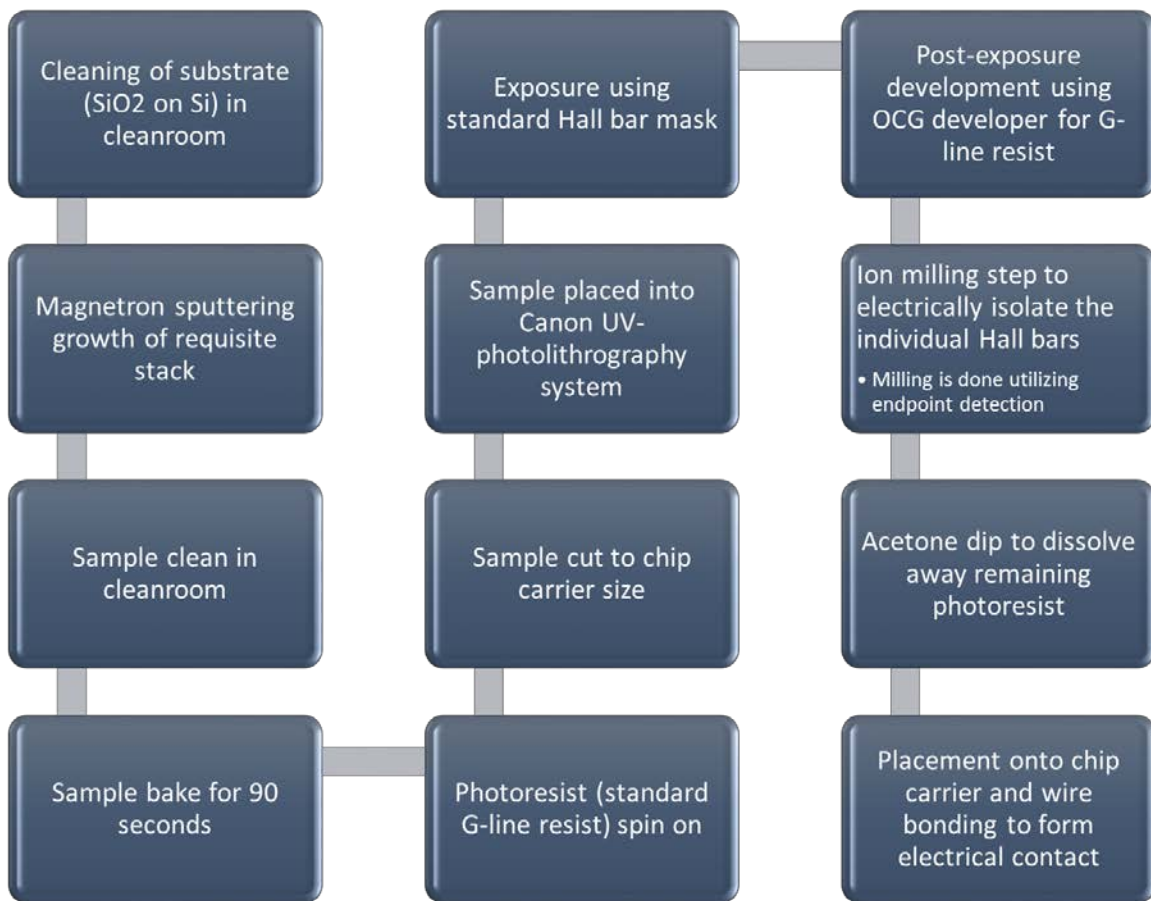 Cleaning of substrate
(SiO2 on Si) in
cleanroom
Magnetron sputtering
growth of requisite
stack
Sample clean in
cleanroom
Sample bake for 90
seconds
Photoresist (standard
G-line resist) spin on
Sample cut to chip
carrier size
Sample placed into
Canon UV-
photolithrography
system
Exposure using
standard Hall bar mask
Post-exposure
development using
OCG developer for G-
line resist
Ion milling step to
electrically isolate the
individual Hall bars
• Milling is done utilizing
endpoint detection
Acetone dip to dissolve
away remaining
photoresist
Placement onto chip
carrier and wire
bonding to form
electrical contact